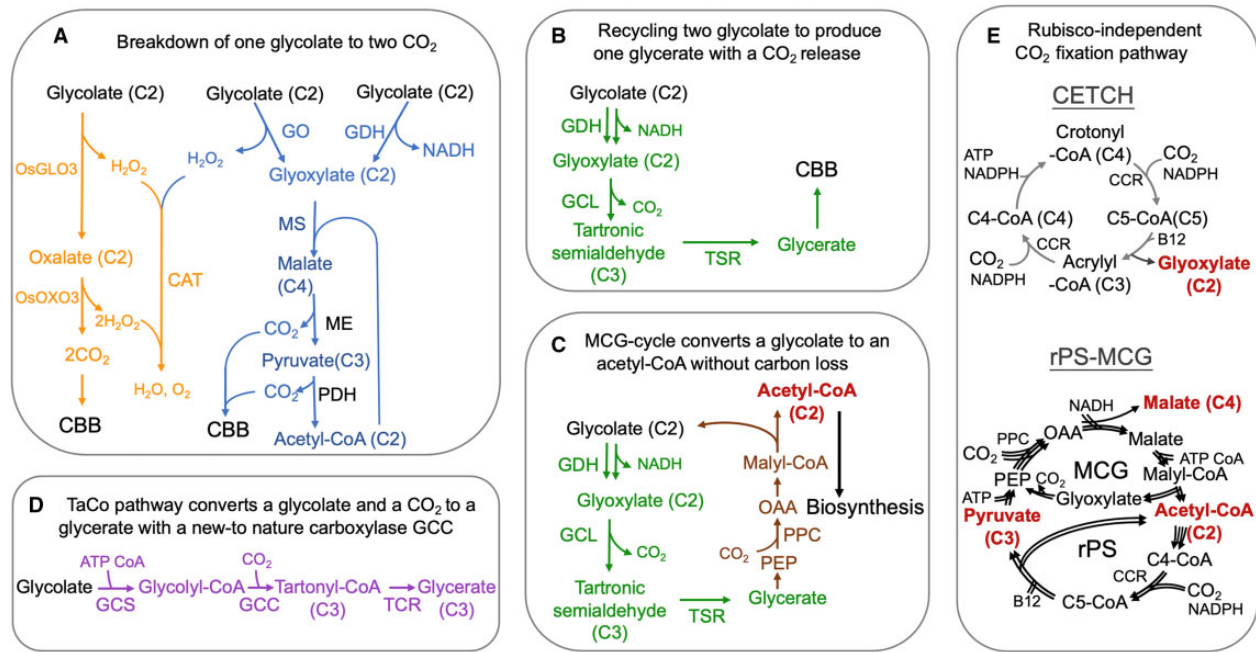 A
Breakdown of one glycolate to two CO₂
Glycolate (C2)
Glycolate (C2)
Glycolate (C2)
GO
GDH
OsGLO3
H₂O₂
H₂O₂
NADH
Glyoxylate (C2)
MS
Oxalate (C2)
CAT
Malate
(C4)
OsOXO3
2H₂O₂
CO₂
ME
2CO₂
Pyruvate(C3)
H₂O, O₂
CO₂
PDH
CBB
CBB
Acetyl-CoA (C2)
B
Recycling two glycolate to produce
one glycerate with a CO₂ release
Glycolate (C2)
GDH
NADH
Glyoxylate (C2)
CBB
GCL
CO₂
Tartronic
semialdehyde
(C3)
TSR
Glycerate
C
MCG-cycle converts a glycolate to an
acetyl-CoA without carbon loss
Acetyl-CoA
(C2)
Glycolate (C2)
GDH
NADH
Malyl-CoA
Glyoxylate (C2)
OAA
Biosynthesis
GCL
CO₂
CO₂
PPC
PEP
Tartronic
semialdehyde
(C3)
TSR
Glycerate
D
TaCo pathway converts a glycolate and a CO₂ to a
glycerate with a new-to nature carboxylase GCC
ATP CoA
CO₂
Glycolate
Glycolyl-CoA
Tartonyl-CoA
(C3)
Glycerate
(C3)
GCS
GCC
TCR
E
Rubisco-independent
CO₂ fixation pathway
CETCH
Crotonyl
-CoA (C4)
ATP
NADPH
CO₂
NADPH
CCR
C4-CoA (C4)
C5-CoA(C5)
B12
CCR
CO₂
NADPH
Acrylyl
-CoA (C3)
Glyoxylate
(C2)
rPS-MCG
NADH
Malate (C4)
PPC
OAA
Malate
CO₂
ATP CoA
MCG
Malyl-CoA
PEP
CO₂
Glyoxylate
ATP
Pyruvate
(C3)
Acetyl-CoA
(C2)
rPS
C4-CoA
CCR
CO₂
NADPH
B12
C5-CoA